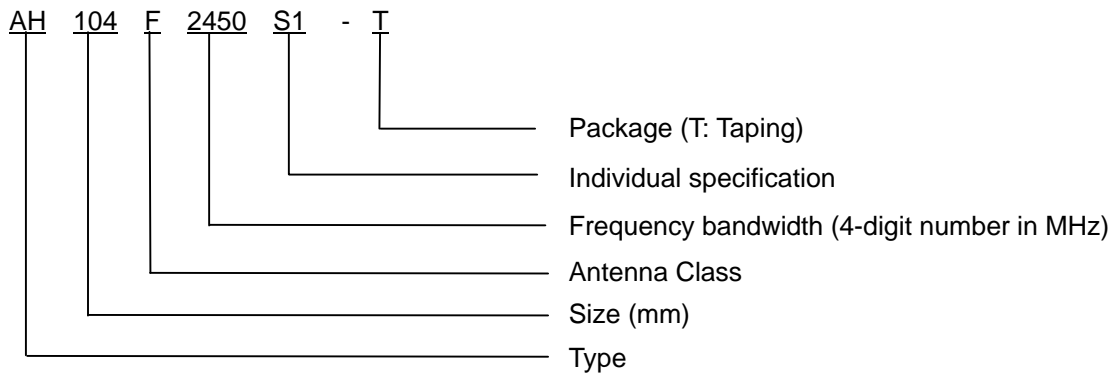 AH 104 F 2450 S1 - T
Package (T: Taping)
Individual specification
Frequency bandwidth (4-digit number in MHz)
Antenna Class
Size (mm)
Type